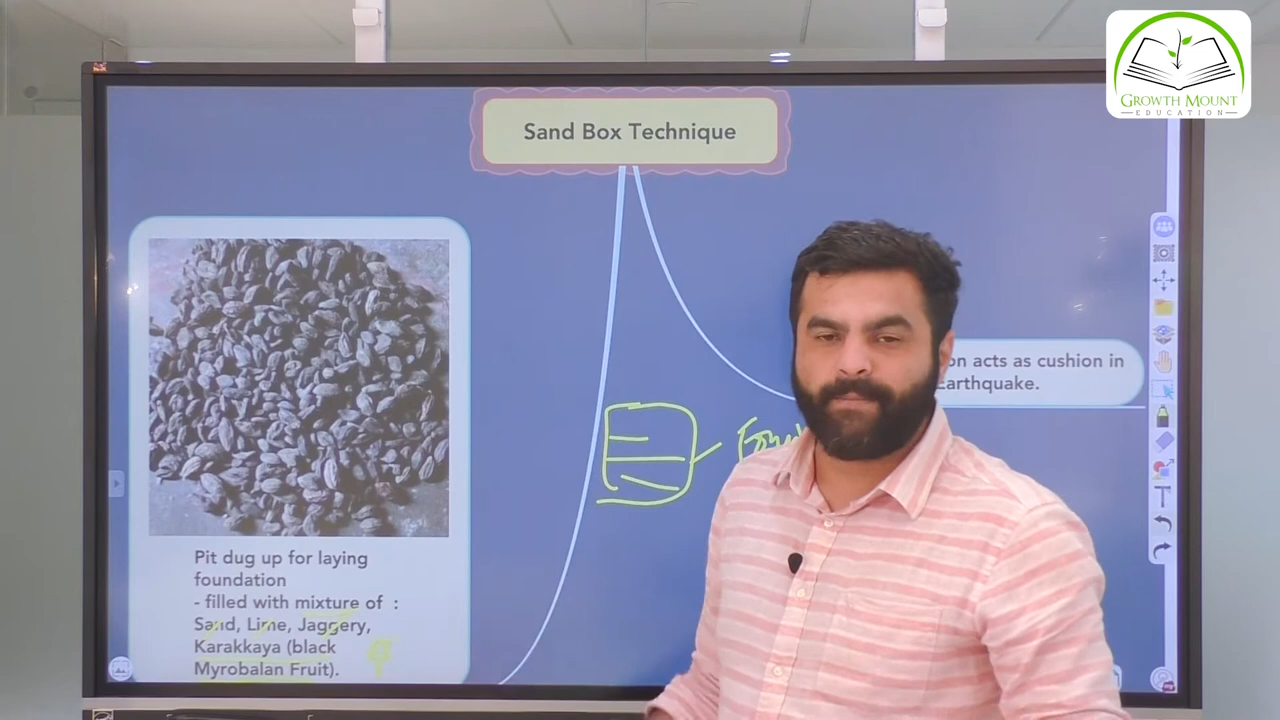 GROWTH MOUNT
EDUCATION
Sand Box Technique
on acts as cushion in
Earthquake.
Pit dug up for laying
foundation
- filled with mixture of :
Sand, Lime, Jaggery,
Karakkaya (black
Myrobalan Fruit).